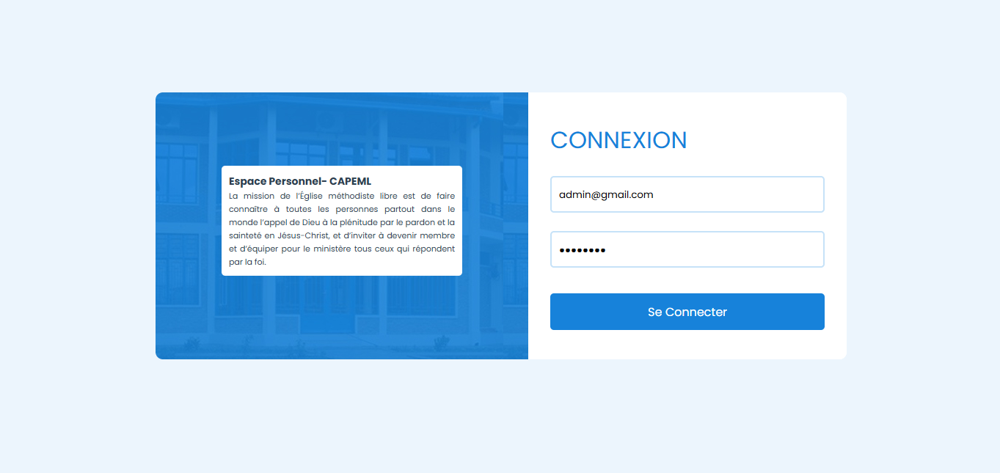 Espace Personnel- CAPEML
La mission de l’Église méthodiste libre est de faire
connaître à toutes les personnes partout dans le
monde l’appel de Dieu à la plénitude par le pardon et la
sainteté en Jésus-Christ, et d’inviter à devenir membre
et d’équiper pour le ministère tous ceux qui répondent
par la foi.
CONNEXION
admin@gmail.com
••••••••
Se Connecter